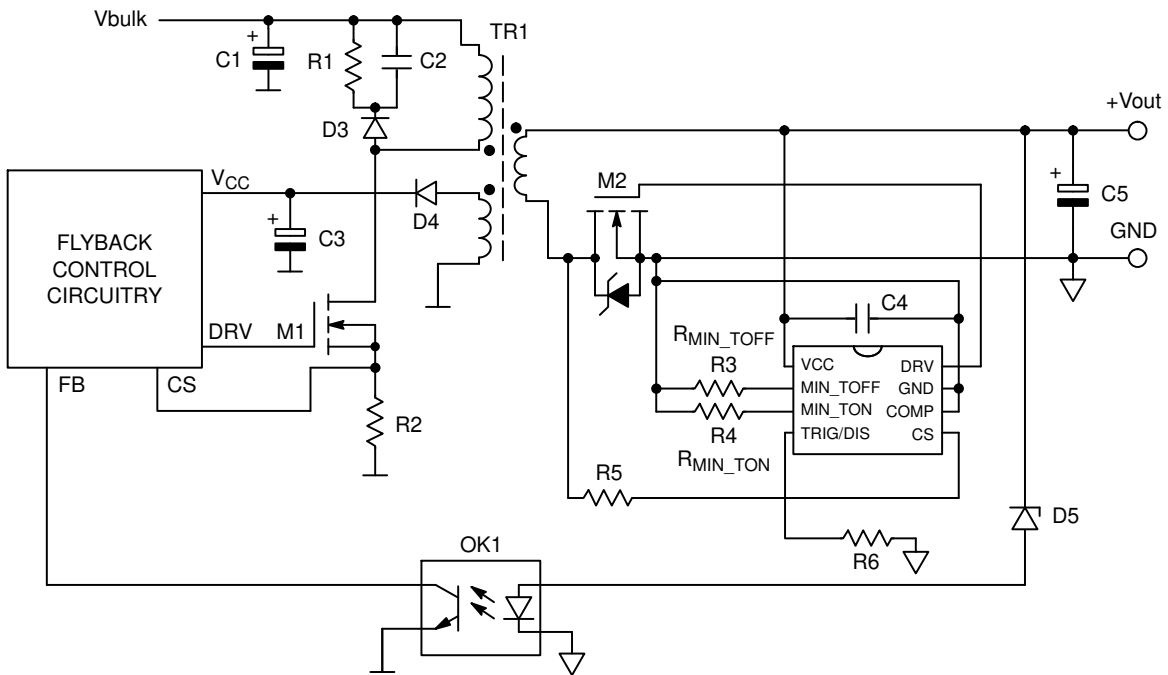 Vbulk
TR1
+
C1
R1
C2
+Vout
D3
M2
+
C5
VCC
D4
+
C3
GND
FLYBACK
CONTROL
CIRCUITRY
C4
DRV
M1
RMIN_TOFF
R3
VCC
DRV
MIN_TOFF
GND
MIN_TON
COMP
TRIG/DIS
CS
FB
CS
R2
R4
RMIN_TON
R5
D5
R6
OK1